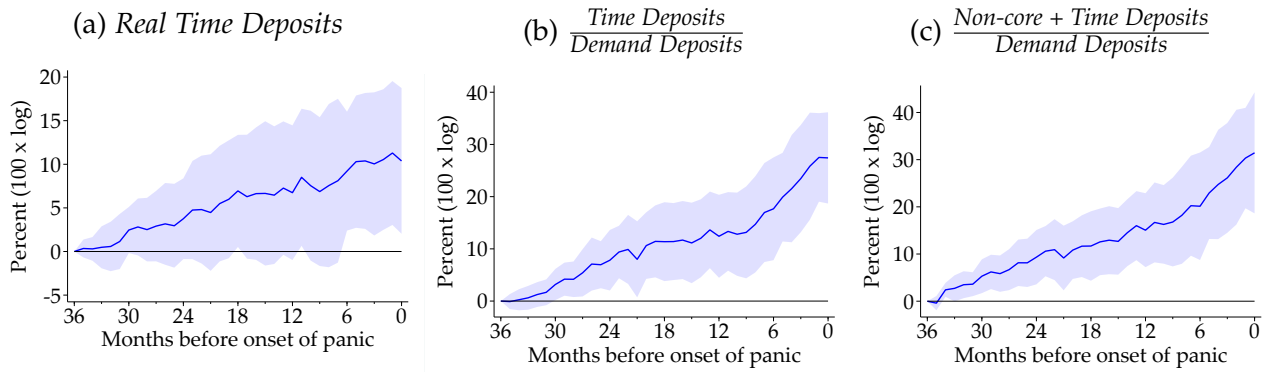 (a) Real Time Deposits
Percent (100 x log)
20
15
10
5
0
-5
36 30 24 18 12 6 0
Months before onset of panic
(b) Time Deposits
Demand Deposits
Percent (100 x log)
40
30
20
10
0
36 30 24 18 12 6 0
Months before onset of panic
(c) Non-core + Time Deposits
Demand Deposits
Percent (100 x log)
40
30
20
10
0
36 30 24 18 12 6 0
Months before onset of panic